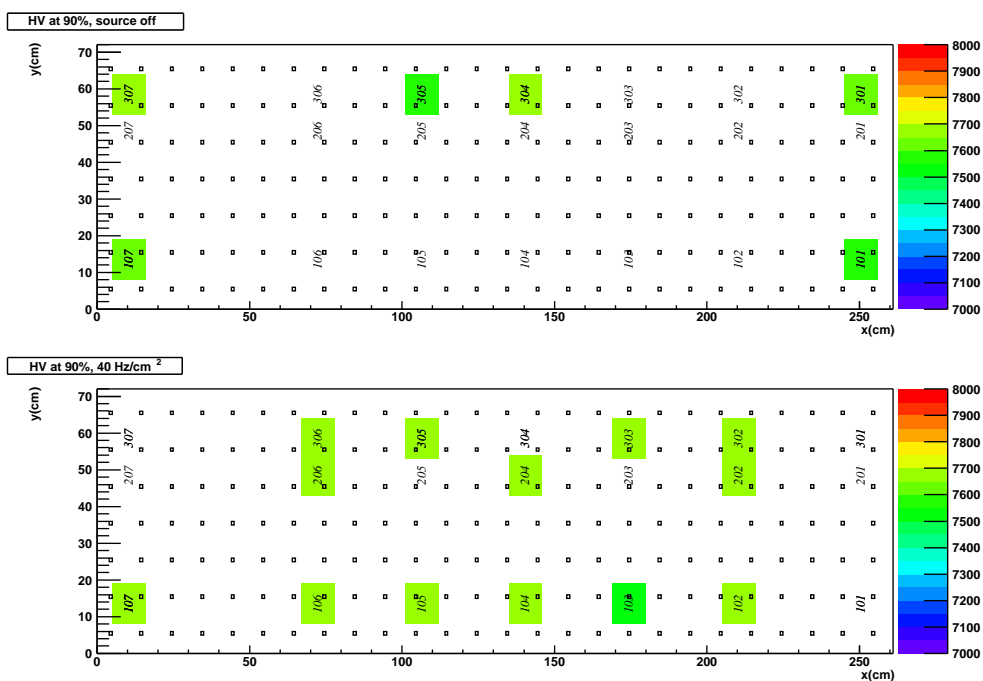 HV at 90%, source off
y(cm)
70
60
50
40
30
20
10
0
307 306 305 304 303 302 301
207 206 205 204 203 202 201
107 106 105 104 103 102 101
0 50 100 150 200 250
x(cm)
8000
7900
7800
7700
7600
7500
7400
7300
7200
7100
7000
HV at 90%, 40 Hz/cm 2
y(cm)
70
60
50
40
30
20
10
0
307 306 305 304 303 302 301
207 206 205 204 203 202 201
107 106 105 104 103 102 101
0 50 100 150 200 250
x(cm)
8000
7900
7800
7700
7600
7500
7400
7300
7200
7100
7000